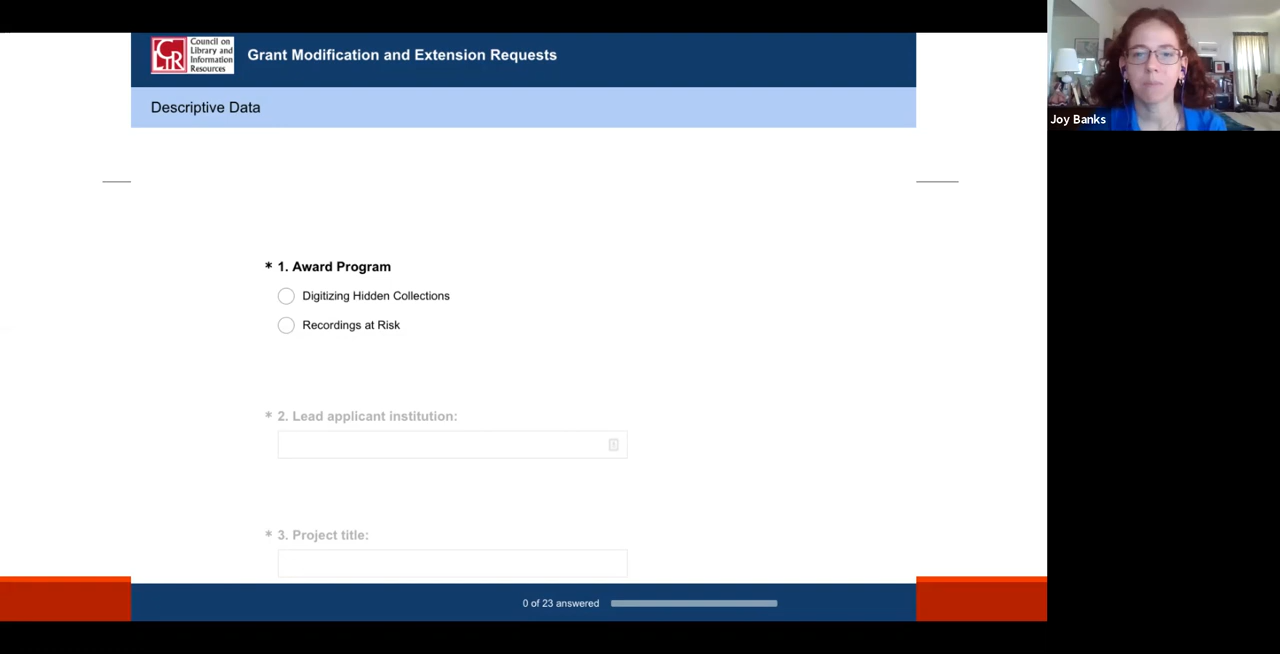 Council on
Library and
Information
Resources
CLIR
Grant Modification and Extension Requests
Descriptive Data
Joy Banks
* 1. Award Program
Digitizing Hidden Collections
Recordings at Risk
* 2. Lead applicant institution:
* 3. Project title:
0 of 23 answered